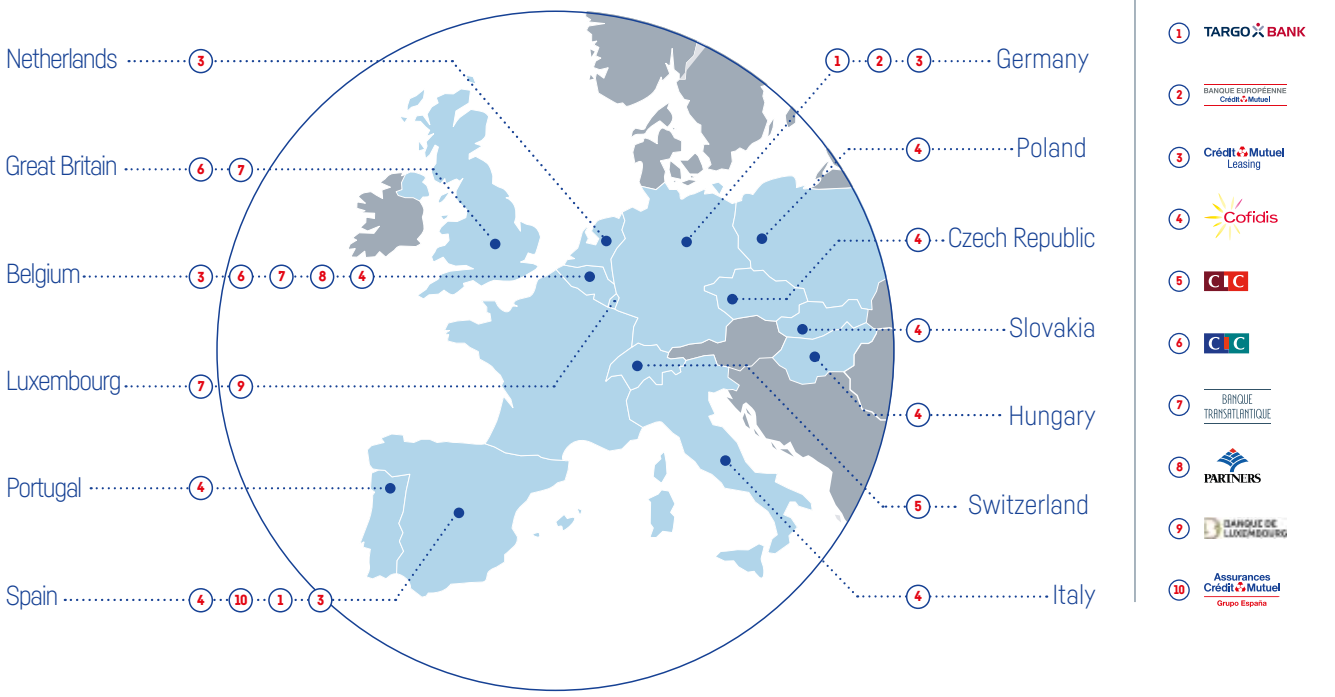 Netherlands 3
Great Britain 6 7
Belgium 3 6 7 8 4
Luxembourg 7 9
Portugal 4
Spain 4 10 1 3
1 2 3 Germany
4 Poland
4 Czech Republic
4 Slovakia
4 Hungary
5 Switzerland
4 Italy
1 TARGO BANK
2 BANQUE EUROPÉENNE
Crédit Mutuel
3 Crédit Mutuel
Leasing
4 Cofidis
5 CIC
6 CIC
7 BANQUE
TRANSATLANTIQUE
8 PARTNERS
9 BANQUE DE
LUXEMBOURG
10 Assurances
Crédit Mutuel
Grupo España